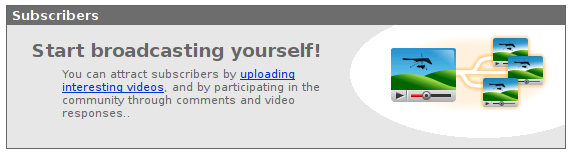 Subscribers
Start broadcasting yourself!
You can attract subscribers by uploading
interesting videos, and by participating in the
community through comments and video
responses..